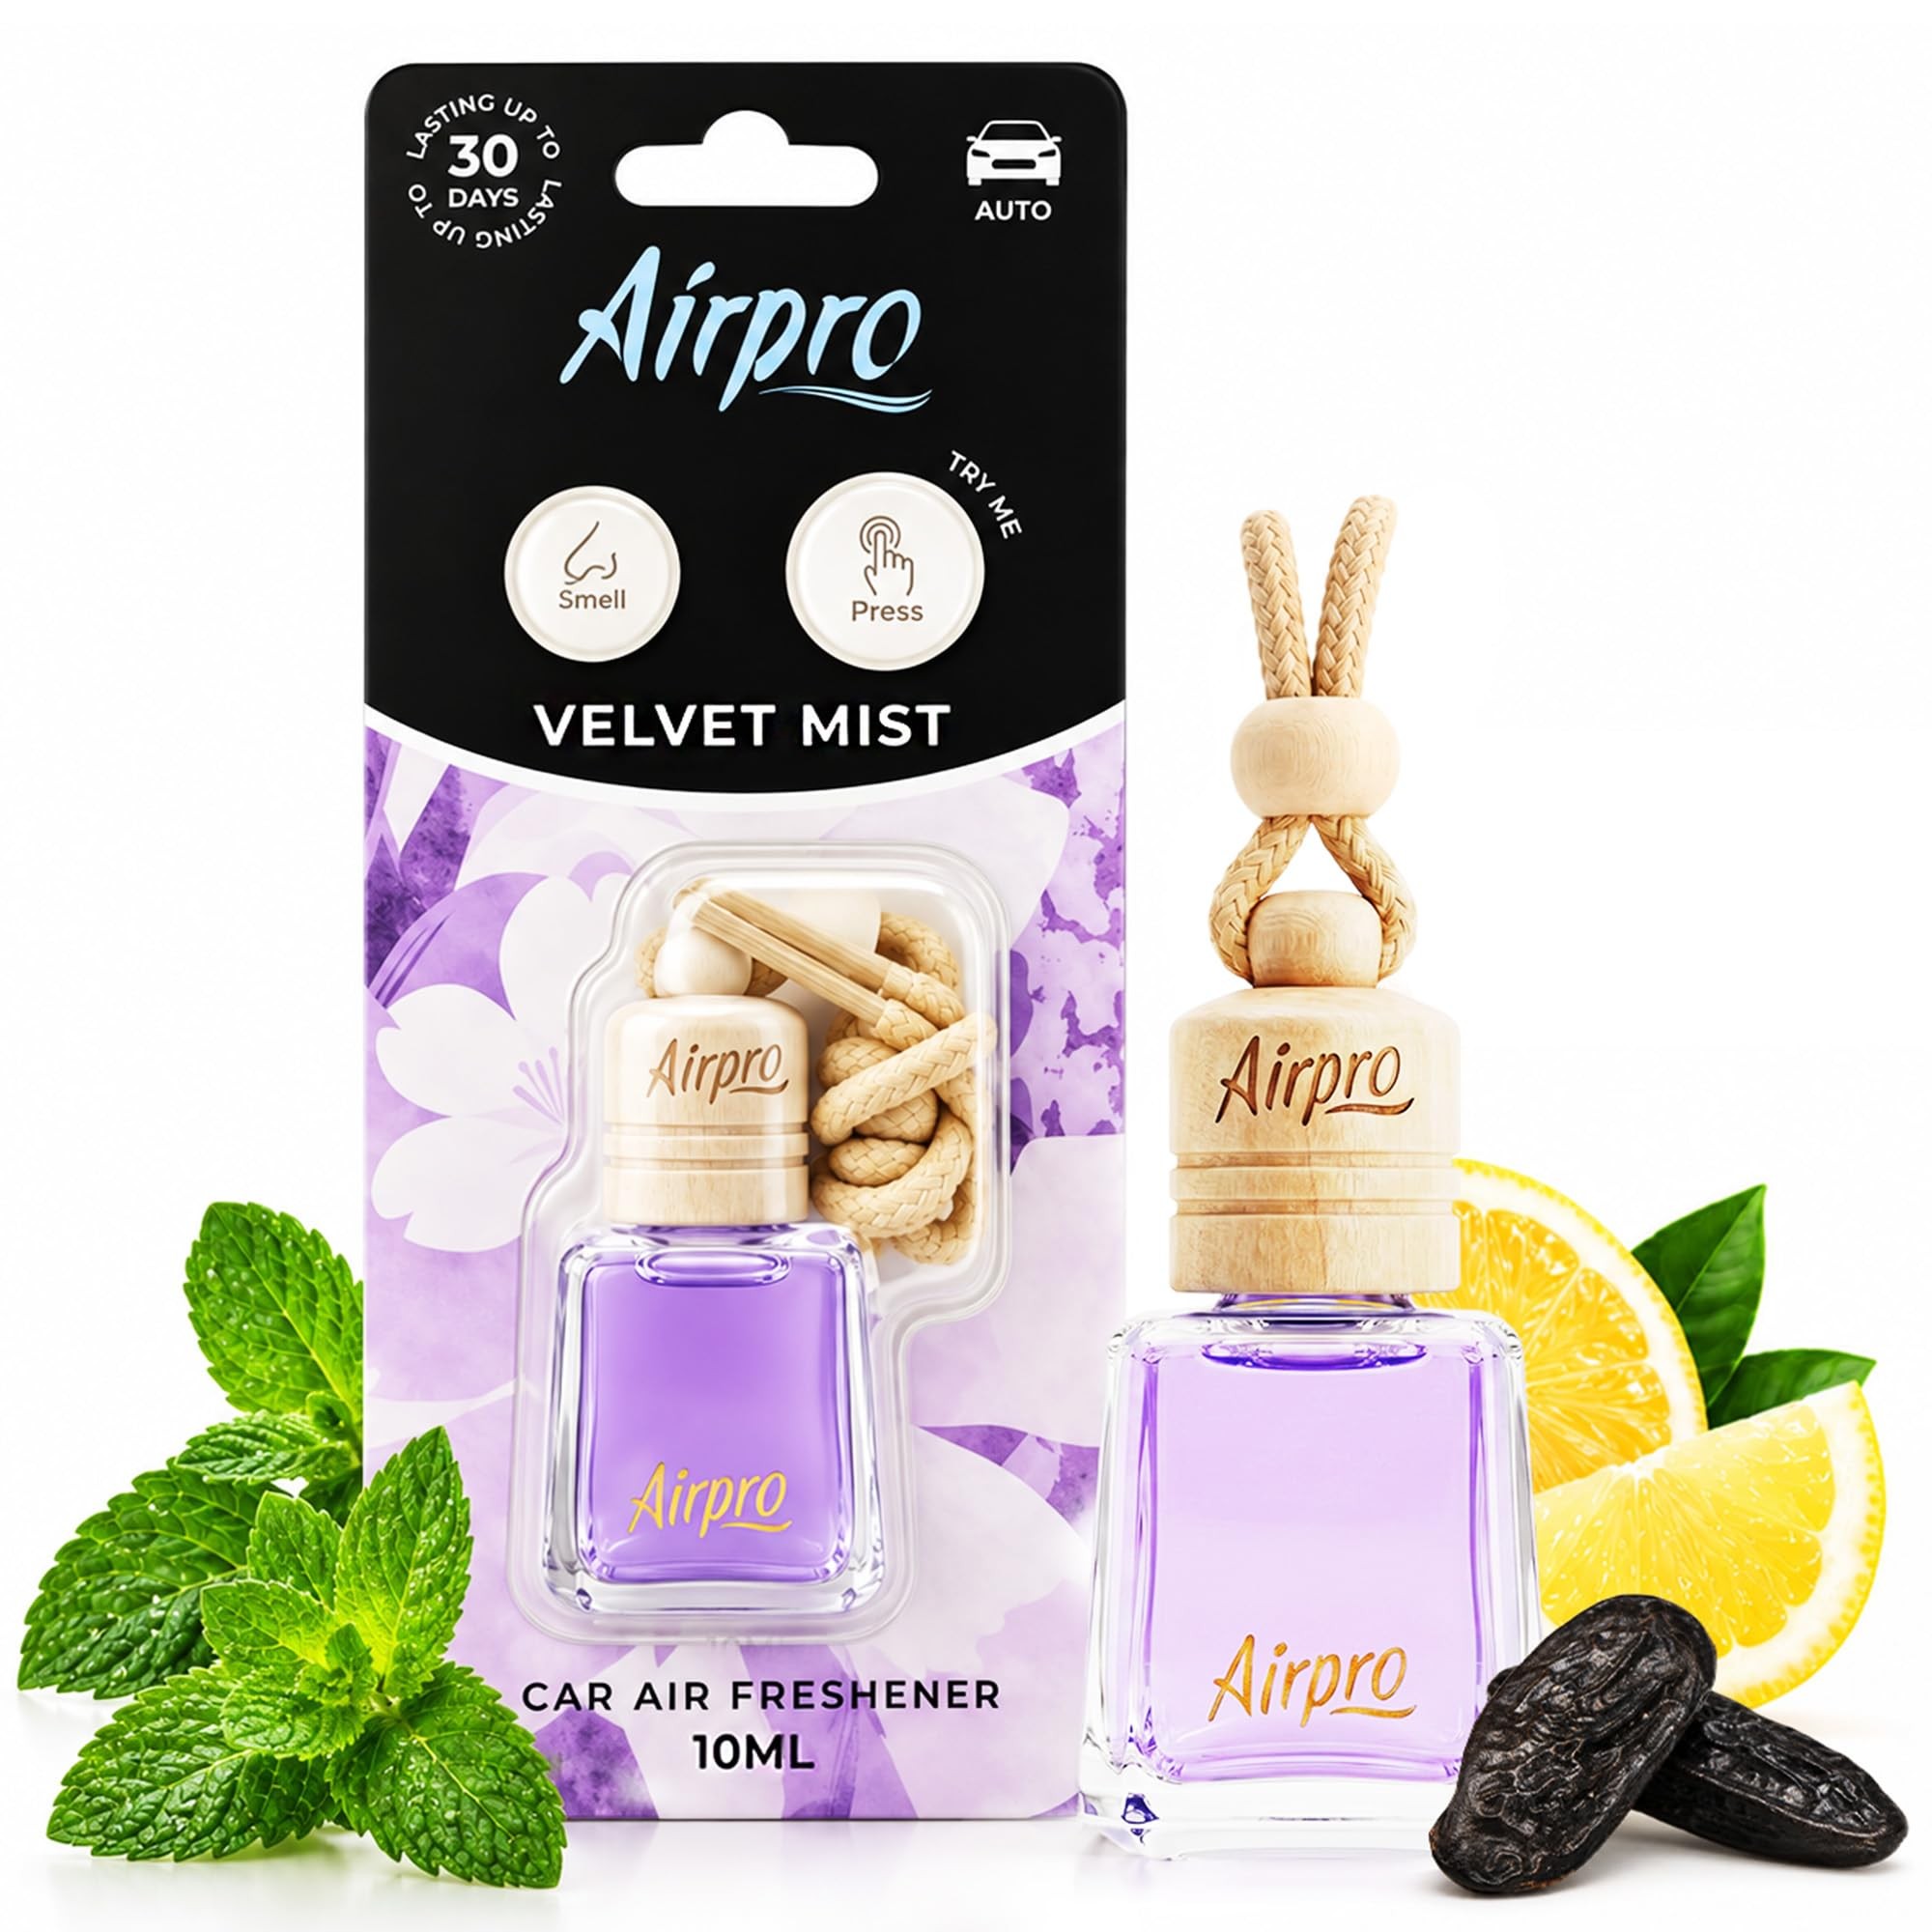 LASTING UP TO LASTING UP TO
30
DAYS
AUTO
Airpro
TRY ME
Smell
Press
VELVET MIST
Airpro
Airpro
CAR AIR FRESHENER
10ML
Airpro
Airpro